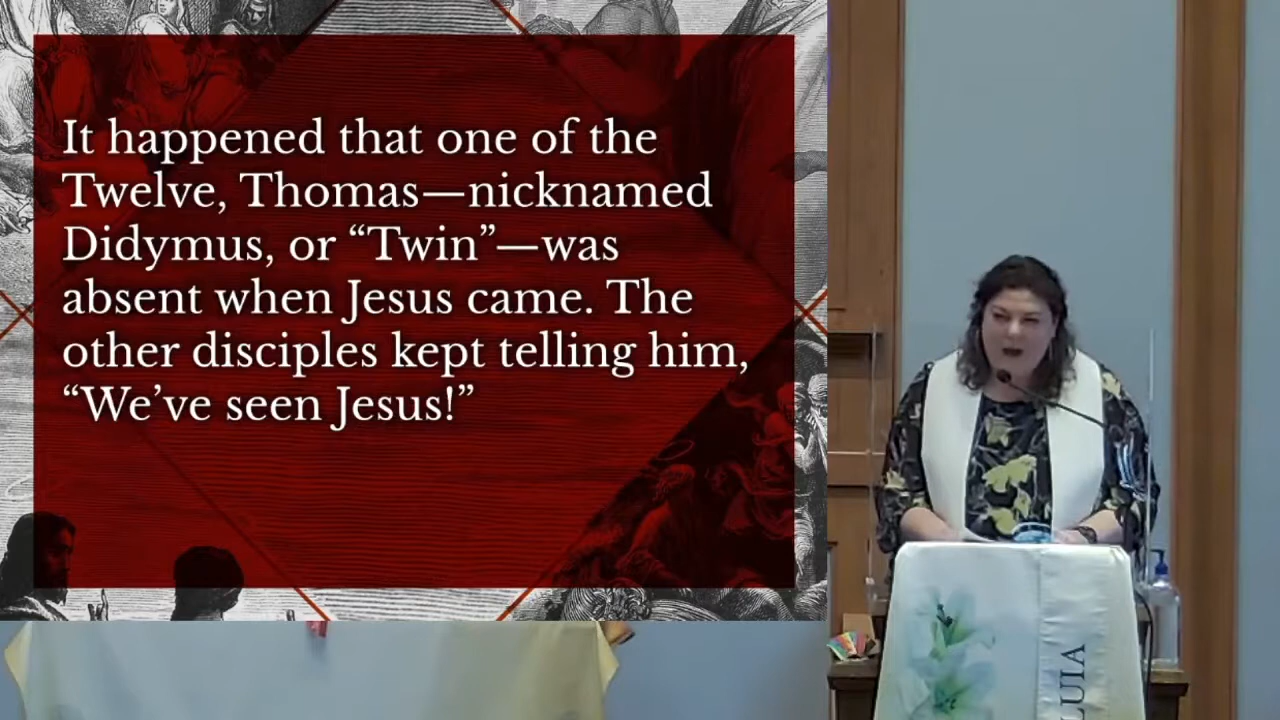 It happened that one of the
Twelve, Thomas—nicknamed
Didymus, or “Twin”—was
absent when Jesus came. The
other disciples kept telling him,
“We’ve seen Jesus!”
LUIA